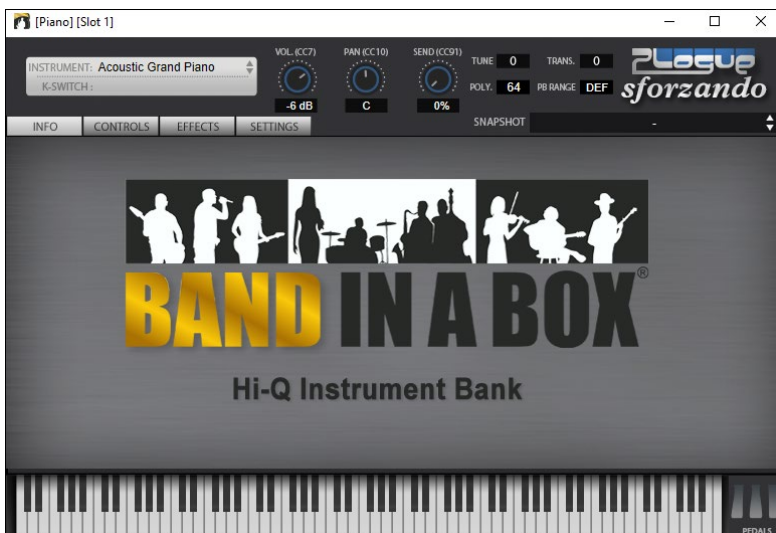 [Piano] [Slot 1]
INSTRUMENT: Acoustic Grand Piano
K-SWITCH :
VOL. (CC7)
-6 dB
PAN (CC10)
C
SEND (CC91)
0%
TUNE 0 TRANS. 0
POLY. 64 PB RANGE DEF
plogue
sforzando
INFO CONTROLS EFFECTS SETTINGS
SNAPSHOT -
BAND IN A BOX®
Hi-Q Instrument Bank
PEDALS